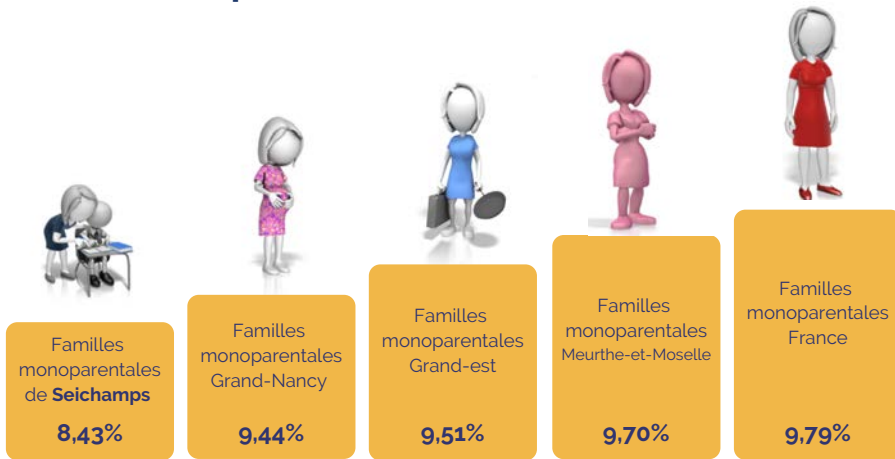 Familles
monoparentales
de Seichamps
8,43%
Familles
monoparentales
Grand-Nancy
9,44%
Familles
monoparentales
Grand-est
9,51%
Familles
monoparentales
Meurthe-et-Moselle
9,70%
Familles
monoparentales
France
9,79%